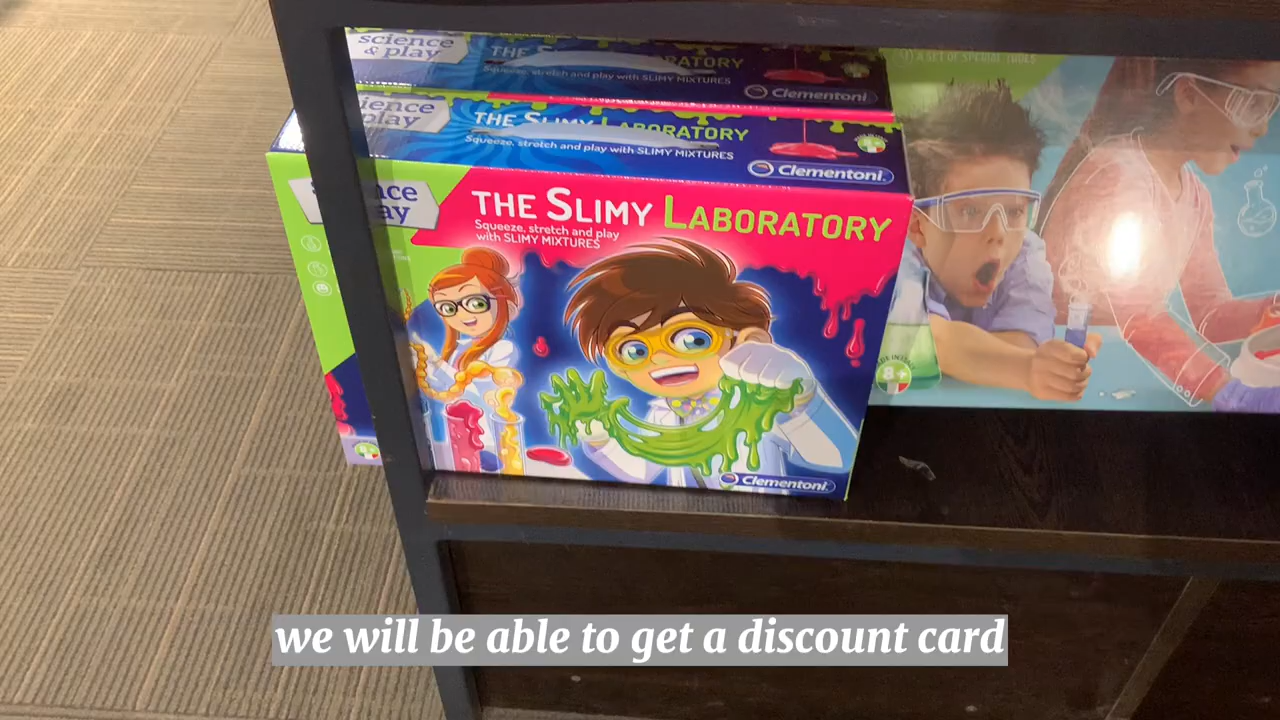 science
& play
THE SLIMY LABORATORY
Squeeze, stretch and play with SLIMY MIXTURES
Clementoni
THE SLIMY LABORATORY
Squeeze, stretch and play with SLIMY MIXTURES
Clementoni.
THE SLIMY LABORATORY
Squeeze, stretch and play
with SLIMY MIXTURES
Clementoni.
8+
we will be able to get a discount card